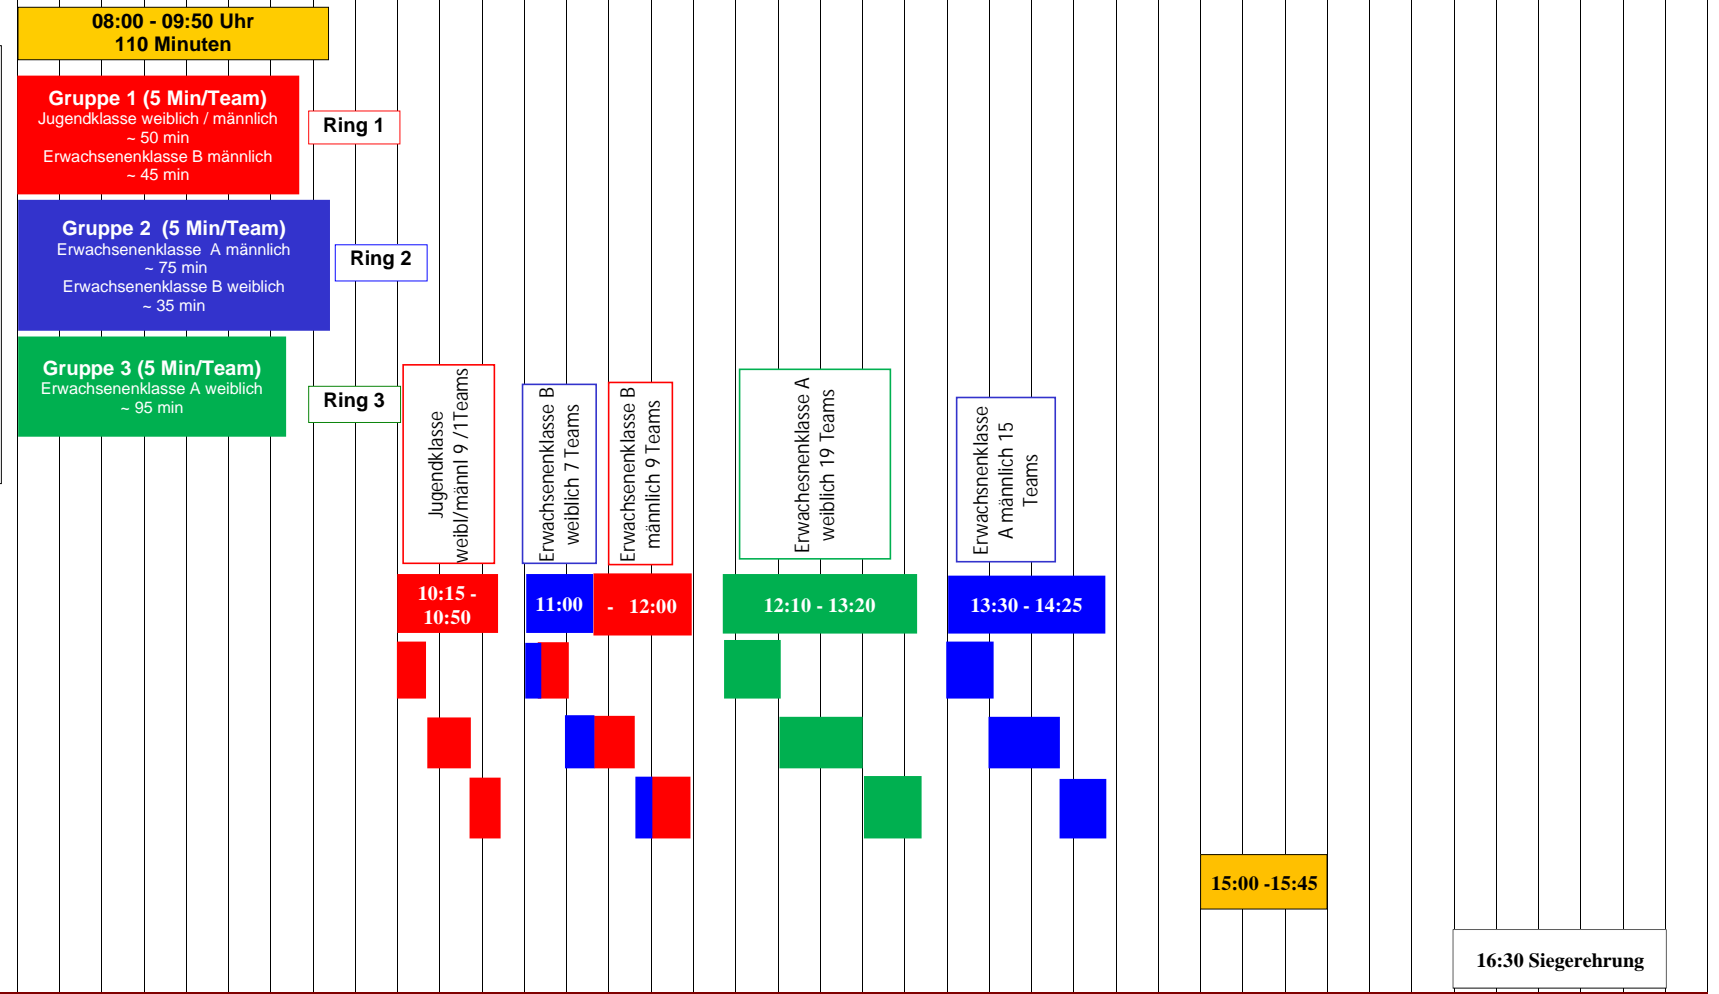 08:00 - 09:50 Uhr
110 Minuten
Gruppe 1 (5 Min/Team)
Jugendklasse weiblich / männlich
~ 50 min
Erwachsenenklasse B männlich
~ 45 min
Ring 1
Gruppe 2  (5 Min/Team)
Erwachsenenklasse  A männlich
~ 75 min
Erwachsenenklasse B weiblich
~ 35 min
Ring 2
Gruppe 3 (5 Min/Team)
Erwachsenenklasse A weiblich
~ 95 min
Ring 3
Jugendklasse
weibl/männl 9 /1Teams
Erwachsenenklasse B
weiblich 7 Teams
Erwachsenenklasse B
männlich 9 Teams
Erwachesnenklasse A
weiblich 19 Teams
Erwachsnenklasse
A männlich 15
Teams
10:15 -
10:50
11:00
- 12:00
12:10 - 13:20
13:30 - 14:25
15:00 -15:45
16:30 Siegerehrung